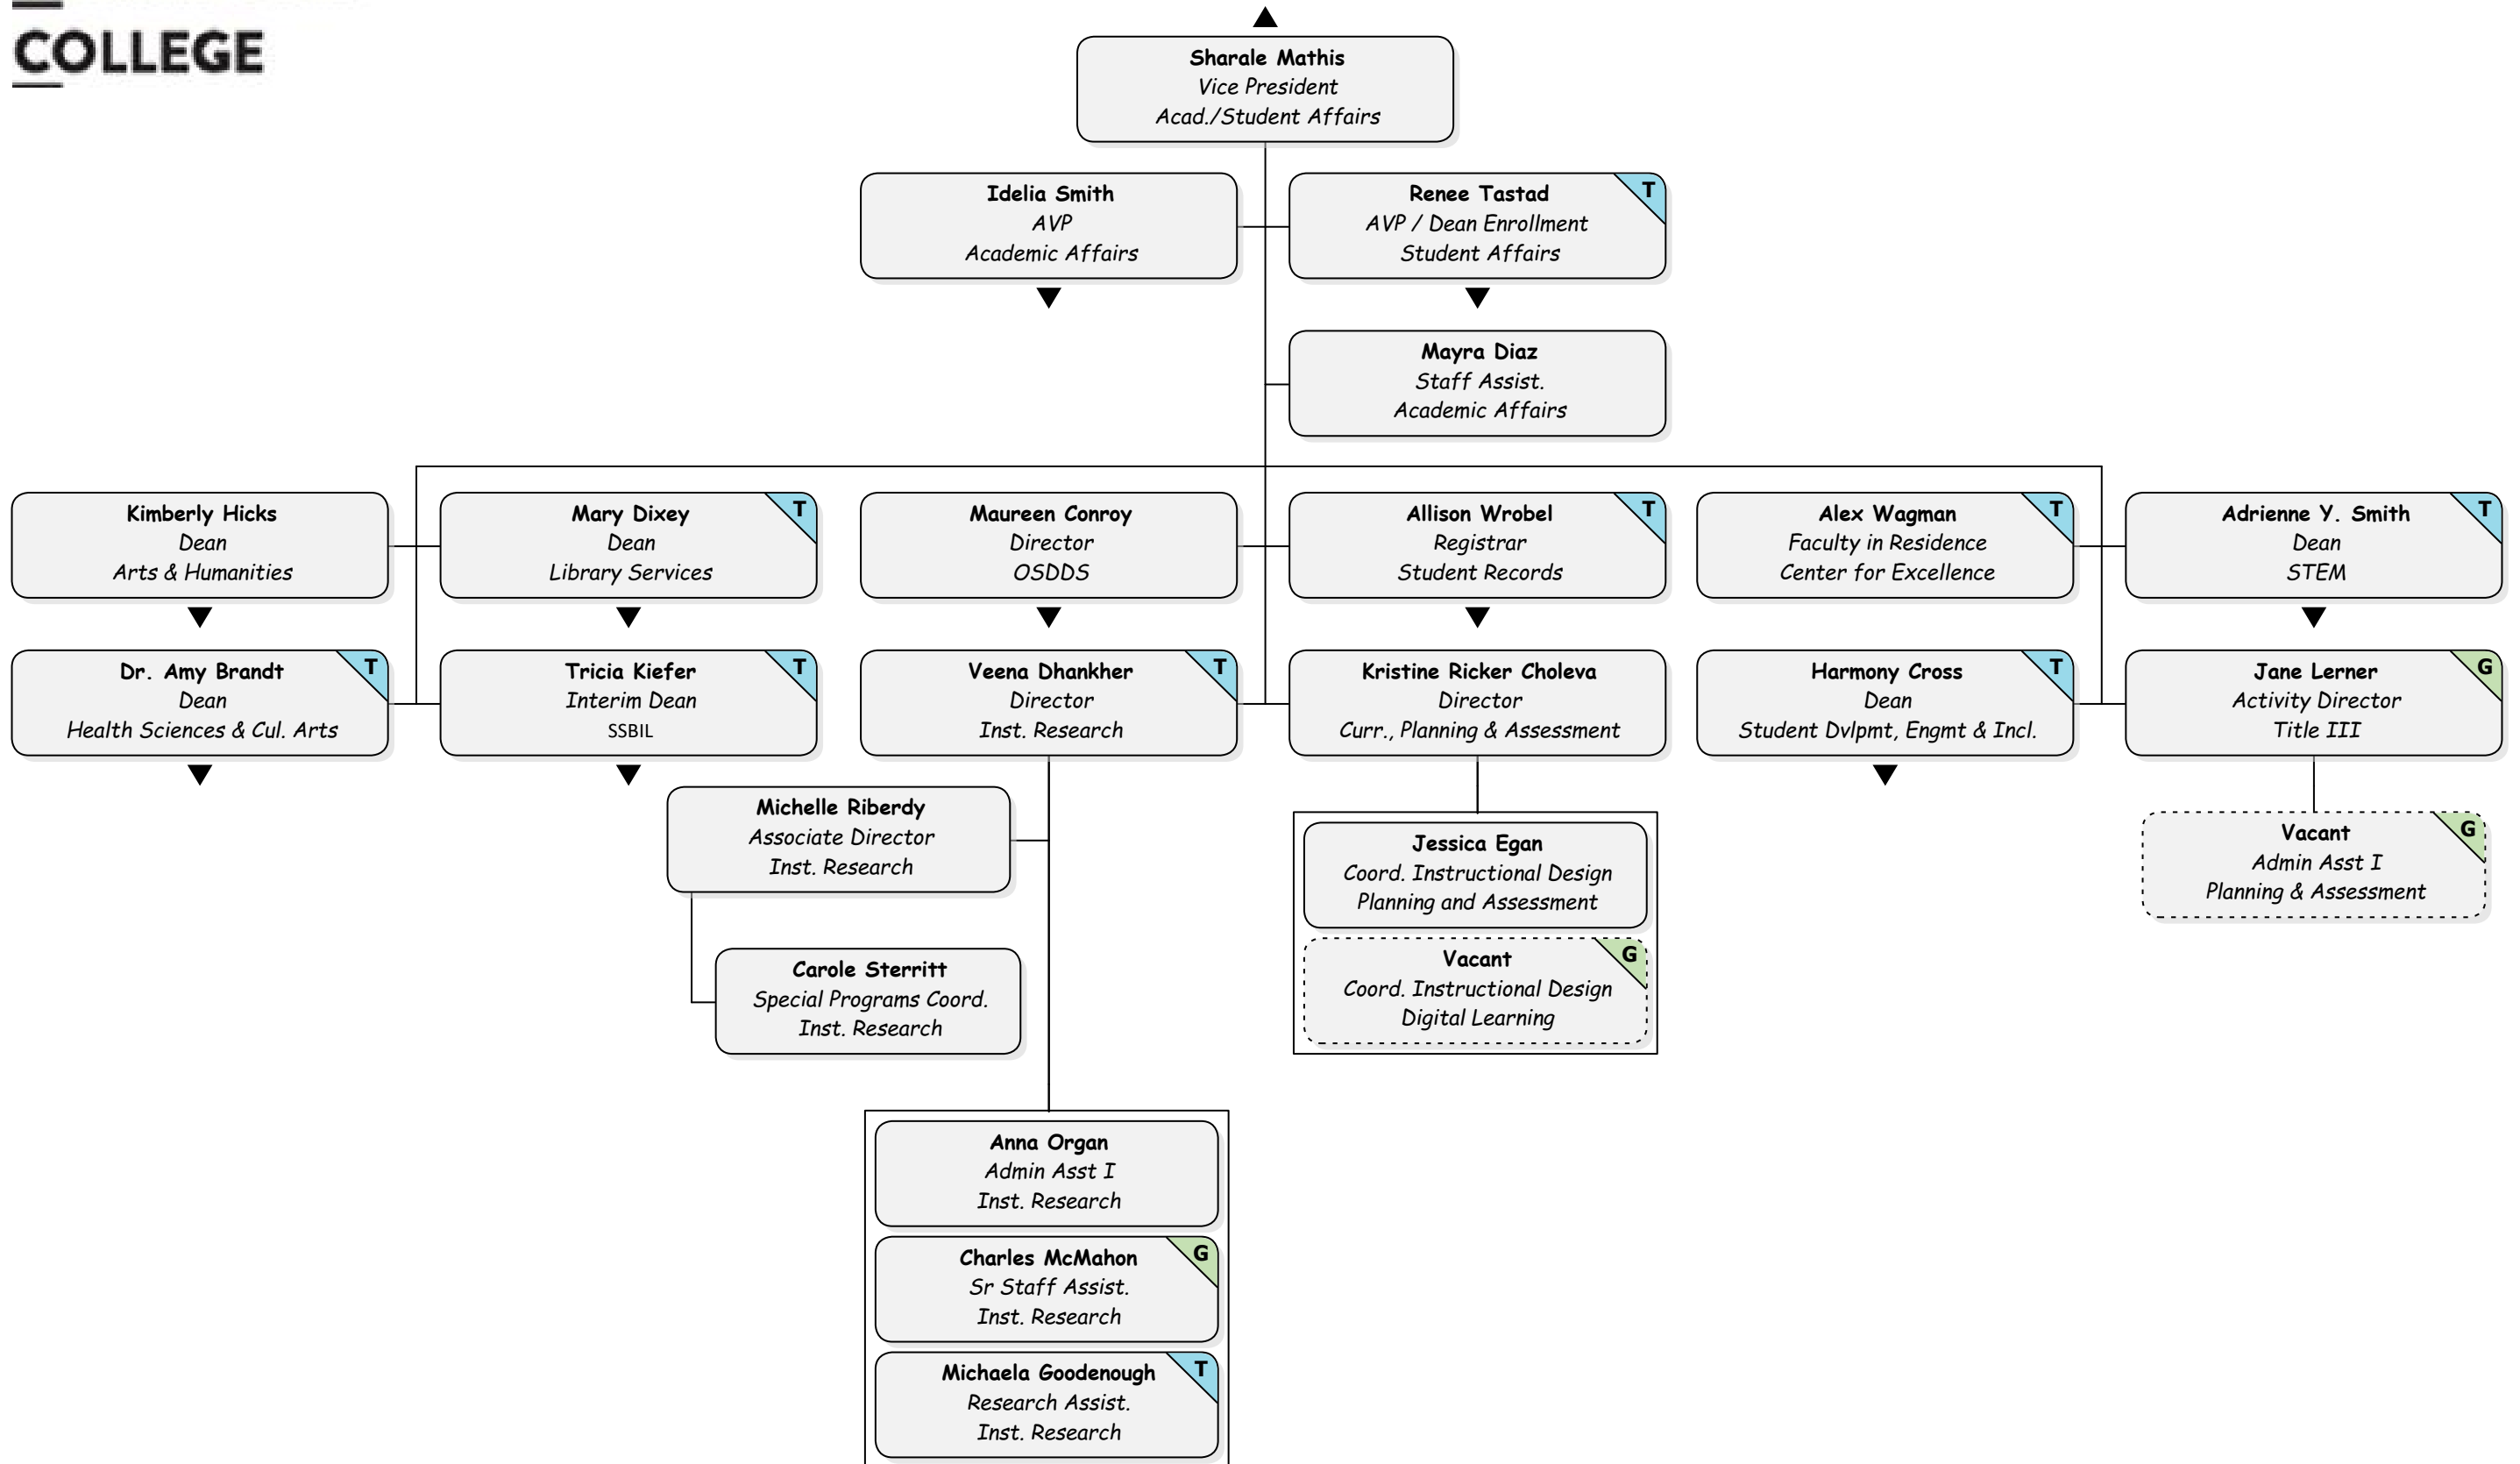 COLLEGE
Sharale Mathis
Vice President
Acad./Student Affairs
Idelia Smith
AVP
Academic Affairs
Renee Tastad
AVP / Dean Enrollment
Student Affairs
T
Mayra Diaz
Staff Assist.
Academic Affairs
Kimberly Hicks
Dean
Arts & Humanities
Mary Dixey
Dean
Library Services
T
Maureen Conroy
Director
OSDDS
Allison Wrobel
Registrar
Student Records
T
Alex Wagman
Faculty in Residence
Center for Excellence
T
Adrienne Y. Smith
Dean
STEM
T
Dr. Amy Brandt
Dean
Health Sciences & Cul. Arts
T
Tricia Kiefer
Interim Dean
SSBIL
T
Veena Dhankher
Director
Inst. Research
T
Kristine Ricker Choleva
Director
Curr., Planning & Assessment
Harmony Cross
Dean
Student Dvlpmt, Engmt & Incl.
T
Jane Lerner
Activity Director
Title III
G
Michelle Riberdy
Associate Director
Inst. Research
Carole Sterritt
Special Programs Coord.
Inst. Research
Jessica Egan
Coord. Instructional Design
Planning and Assessment
Vacant
Coord. Instructional Design
Digital Learning
G
Vacant
Admin Asst I
Planning & Assessment
G
Anna Organ
Admin Asst I
Inst. Research
Charles McMahon
Sr Staff Assist.
Inst. Research
G
Michaela Goodenough
Research Assist.
Inst. Research
T